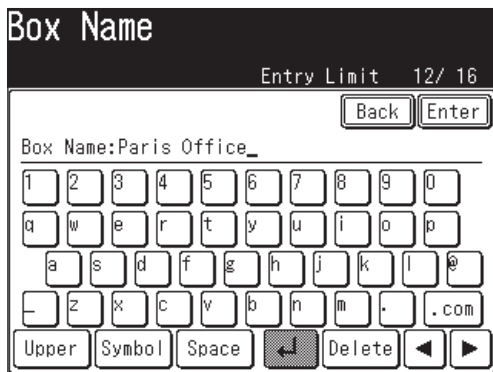 Box Name
Entry Limit 12/ 16
Back Enter
Box Name:Paris Office_
1 2 3 4 5 6 7 8 9 0
q w e r t y u i o p
a s d f g h j k l @
_ z x c v b n m . .com
Upper Symbol Space ↵ Delete ◀ ▶